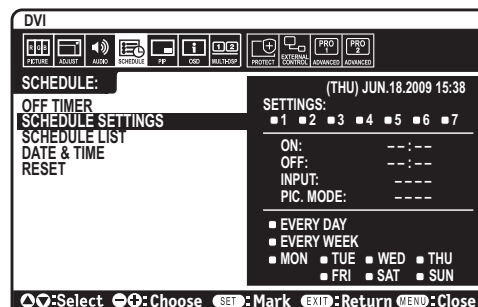 DVI
RGB
1 2
PRO 1 PRO 2
PICTURE ADJUST AUDIO SCHEDULE PIP OSD MULTI-DSP PROTECT EXTERNAL CONTROL ADVANCED ADVANCED
SCHEDULE:
OFF TIMER
SCHEDULE SETTINGS
SCHEDULE LIST
DATE & TIME
RESET
(THU) JUN.18.2009 15:38
SETTINGS:
■1 ■2 ■3 ■4 ■5 ■6 ■7
ON: --:--
OFF: --:--
INPUT: ----
PIC. MODE: ----
■ EVERY DAY
■ EVERY WEEK
■ MON ■ TUE ■ WED ■ THU
■ FRI ■ SAT ■ SUN
:Select :Choose SET:Mark EXIT:Return MENU:Close